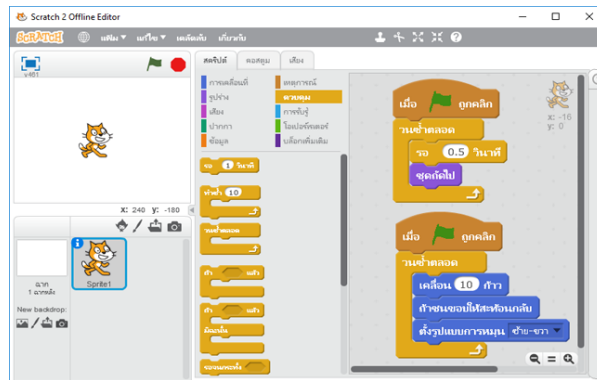 Scratch 2 Offline Editor
SCRATCH แฟ้ม แก้ไข เคล็ดลับ เกี่ยวกับ
v461
สคริปต์ คอสตูม เสียง
การเคลื่อนที่ เหตุการณ์
รูปร่าง ควบคุม
เสียง การรับรู้
ปากกา โอเปอร์เรเตอร์
ข้อมูล บล็อกเพิ่มเติม
รอ 1 วินาที
ทำซ้ำ 10
วนซ้ำตลอด
ถ้า แล้ว
ถ้า แล้ว
มิฉะนั้น
รอจนกระทั่ง
เมื่อ ถูกคลิก
วนซ้ำตลอด
รอ 0.5 วินาที
ชุดถัดไป
เมื่อ ถูกคลิก
วนซ้ำตลอด
เคลื่อน 10 ก้าว
ถ้าชนขอบให้สะท้อนกลับ
ตั้งรูปแบบการหมุน ซ้าย-ขวา
x: -16
y: 0
X: 240 y: -180
Sprite1
ฉาก
1 ฉากหลัง
New backdrop: